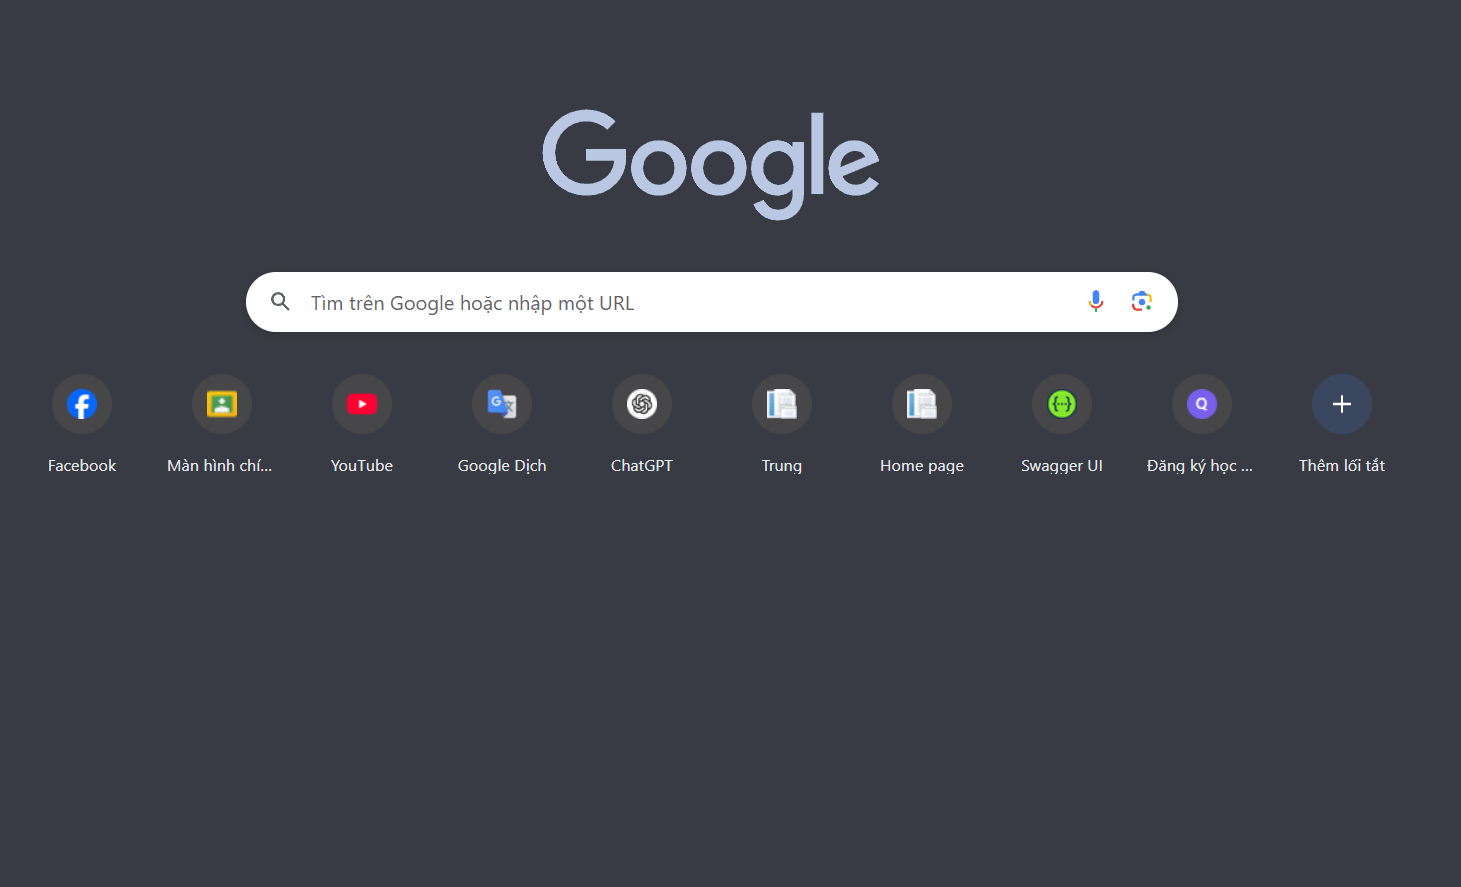 Google
Tìm trên Google hoặc nhập một URL
Facebook
Màn hình chí...
YouTube
Google Dịch
ChatGPT
Trung
Home page
Swagger UI
Đăng ký học ...
Thêm lối tắt